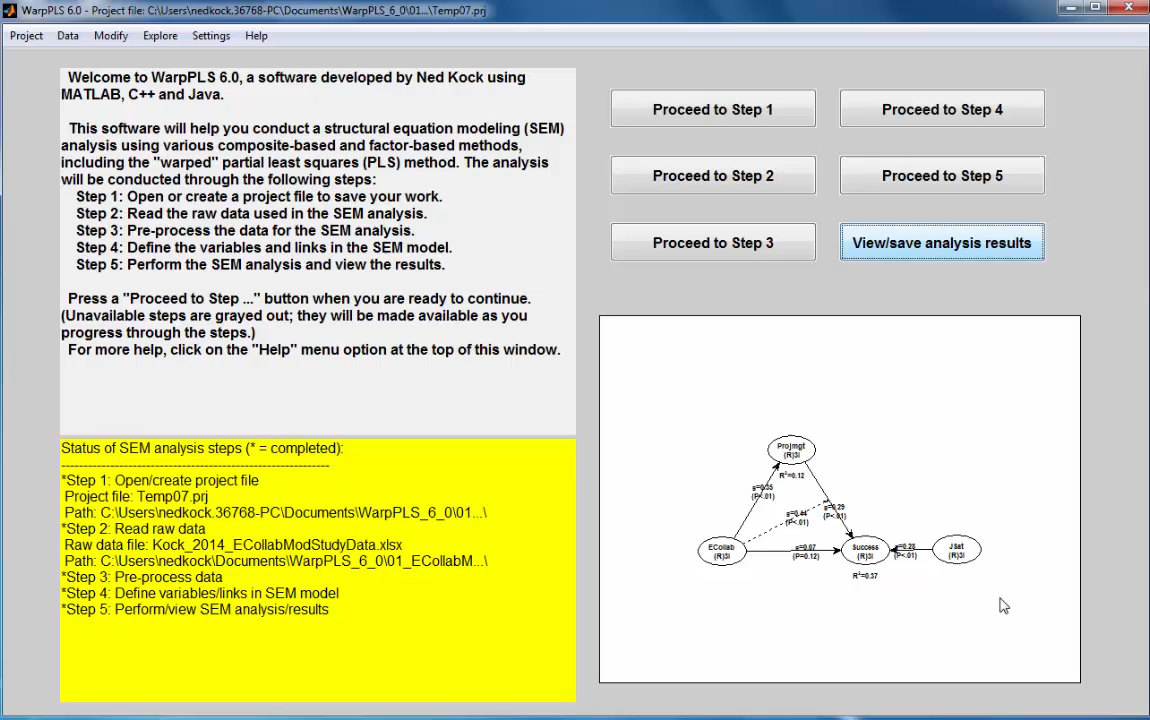 WarpPLS 6.0 - Project file: C:\Users\nedkock.36768-PC\Documents\WarpPLS_6_0\01...\Temp07.prj
Project Data Modify Explore Settings Help
Welcome to WarpPLS 6.0, a software developed by Ned Kock using
MATLAB, C++ and Java.
This software will help you conduct a structural equation modeling (SEM)
analysis using various composite-based and factor-based methods,
including the "warped" partial least squares (PLS) method. The analysis
will be conducted through the following steps:
Step 1: Open or create a project file to save your work.
Step 2: Read the raw data used in the SEM analysis.
Step 3: Pre-process the data for the SEM analysis.
Step 4: Define the variables and links in the SEM model.
Step 5: Perform the SEM analysis and view the results.
Press a "Proceed to Step ..." button when you are ready to continue.
(Unavailable steps are grayed out; they will be made available as you
progress through the steps.)
For more help, click on the "Help" menu option at the top of this window.
Status of SEM analysis steps (* = completed):
------------------------------------------------------------
*Step 1: Open/create project file
Project file: Temp07.prj
Path: C:\Users\nedkock.36768-PC\Documents\WarpPLS_6_0\01...\
*Step 2: Read raw data
Raw data file: Kock_2014_ECollabModStudyData.xlsx
Path: C:\Users\nedkock\Documents\WarpPLS_6_0\01_ECollabM...\
*Step 3: Pre-process data
*Step 4: Define variables/links in SEM model
*Step 5: Perform/view SEM analysis/results
Proceed to Step 1
Proceed to Step 4
Proceed to Step 2
Proceed to Step 5
Proceed to Step 3
View/save analysis results
Projmgt
(R)3i
R²=0.12
(P<.01)
(P<.01)
(P<.01)
ECollab
(R)3i
(P=0.12)
Success
(R)3i
R²=0.37
(P<.01)
JSat
(R)3i